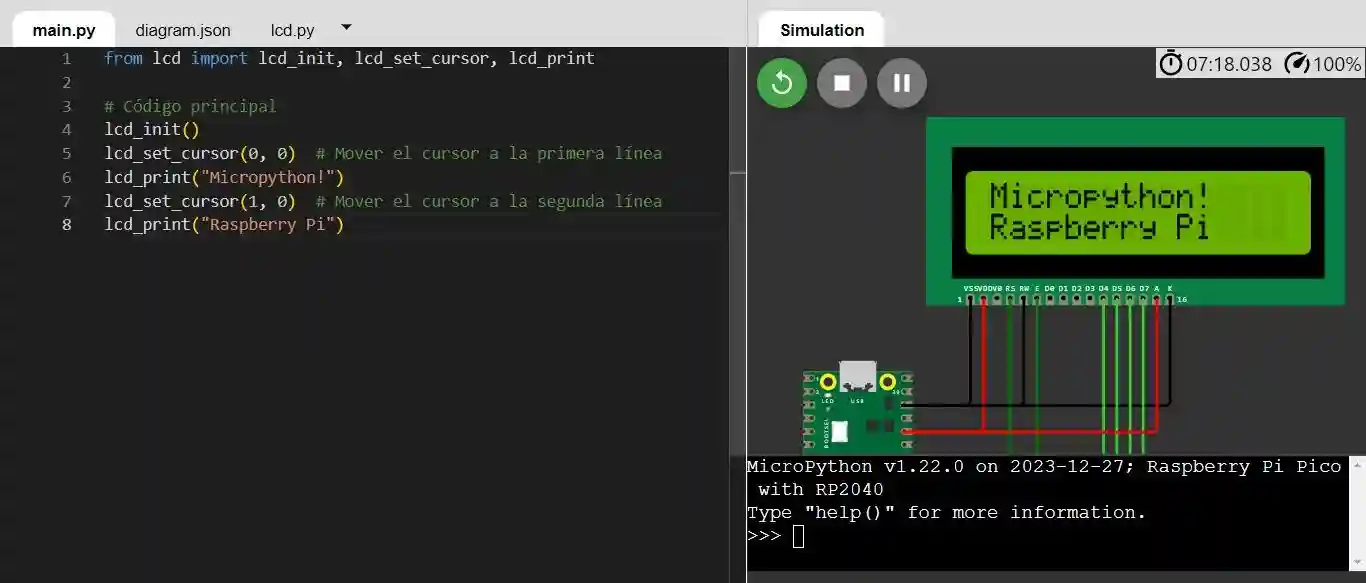 main.py diagram.json lcd.py
1 from lcd import lcd_init, lcd_set_cursor, lcd_print
2
3 # Código principal
4 lcd_init()
5 lcd_set_cursor(0, 0)  # Mover el cursor a la primera línea
6 lcd_print("Micropython!")
7 lcd_set_cursor(1, 0)  # Mover el cursor a la segunda línea
8 lcd_print("Raspberry Pi")
Simulation
07:18.038 100%
Micropython!
Raspberry Pi
VSS VDD V0 RS RW E D0 D1 D2 D3 D4 D5 D6 D7 A K
1 16
LED USB
BOOTSEL
MicroPython v1.22.0 on 2023-12-27; Raspberry Pi Pico
with RP2040
Type "help()" for more information.
>>>